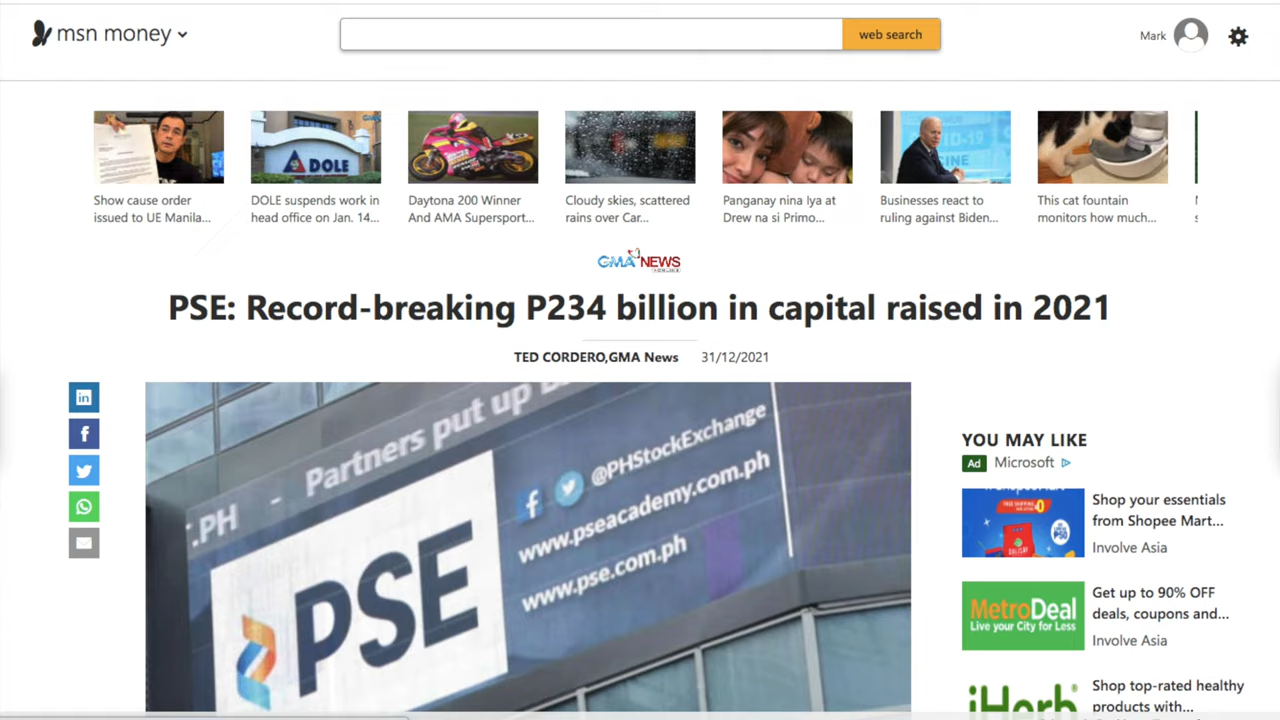 msn money
web search
Mark
Show cause order
issued to UE Manila...
DOLE suspends work in
head office on Jan. 14...
Daytona 200 Winner
And AMA Supersport...
Cloudy skies, scattered
rains over Car...
Panganay nina Iya at
Drew na si Primo...
Businesses react to
ruling against Biden...
This cat fountain
monitors how much...
DOLE
GMA NEWS
PSE: Record-breaking P234 billion in capital raised in 2021
TED CORDERO,GMA News 31/12/2021
in
f
.PH - Partners put up
PSE
@PHStockExchange
www.pseacademy.com.ph
www.pse.com.ph
YOU MAY LIKE
Ad Microsoft
Shop your essentials
from Shopee Mart...
Involve Asia
MetroDeal
Live your City for Less
Get up to 90% OFF
deals, coupons and...
Involve Asia
iHerb
Shop top-rated healthy
products with...